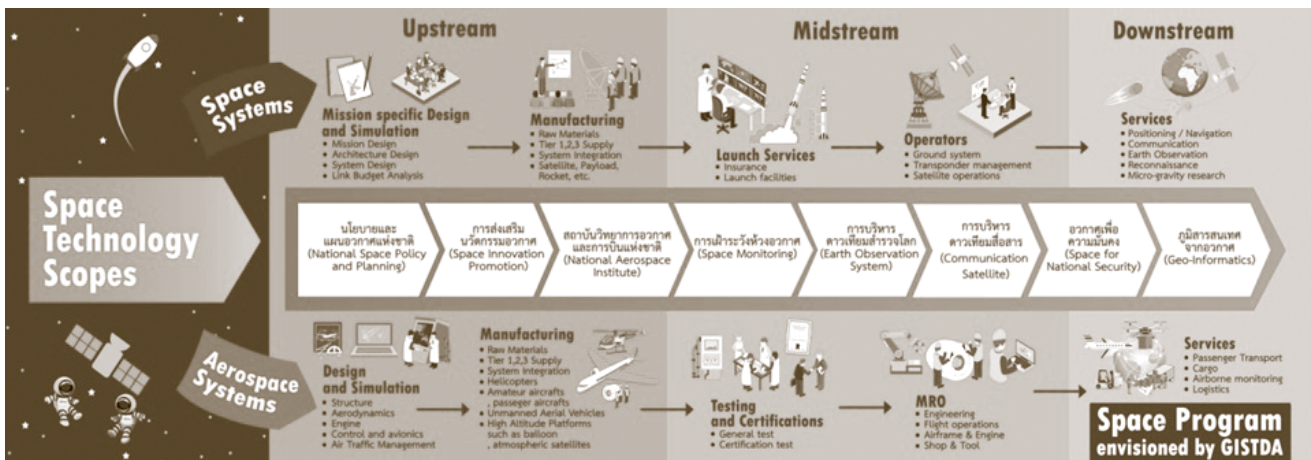 Upstream
Midstream
Downstream
Space
Systems
Mission specific Design
and Simulation
• Mission Design
• Architecture Design
• System Design
• Link Budget Analysis
Manufacturing
• Raw Materials
• Tier 1,2,3 Supply
• System Integration
• Satellite, Payload,
Rocket, etc.
Launch Services
• Insurance
• Launch facilities
Operators
• Ground system
• Transponder management
• Satellite operations
Services
• Positioning / Navigation
• Communication
• Earth Observation
• Reconnaissance
• Micro-gravity research
Space
Technology
Scopes
นโยบายและ
แผนอวกาศแห่งชาติ
(National Space Policy
and Planning)
การส่งเสริม
นวัตกรรมอวกาศ
(Space Innovation
Promotion)
สถาบันวิทยาการอวกาศ
และการบินแห่งชาติ
(National Aerospace
Institute)
การเฝ้าระวังห้วงอวกาศ
(Space Monitoring)
การบริหาร
ดาวเทียมสำรวจโลก
(Earth Observation
System)
การบริหาร
ดาวเทียมสื่อสาร
(Communication
Satellite)
อวกาศเพื่อ
ความมั่นคง
(Space for
National Security)
ภูมิสารสนเทศ
จากอวกาศ
(Geo-Informatics)
Aerospace
Systems
Design
and Simulation
• Structure
• Aerodynamics
• Engine
• Control and avionics
• Air Traffic Management
Manufacturing
• Raw Materials
• Tier 1,2,3 Supply
• System Integration
• Helicopters
• Amateur aircrafts
, passeger aircrafts
• Unmanned Aerial Vehicles
• High Altitude Platforms
such as balloon
, atmospheric satellites
Testing
and Certifications
• General test
• Certification test
MRO
• Engineering
• Flight operations
• Airframe & Engine
• Shop & Tool
Services
• Passenger Transport
• Cargo
• Airborne monitoring
• Logistics
Space Program
envisioned by GISTDA